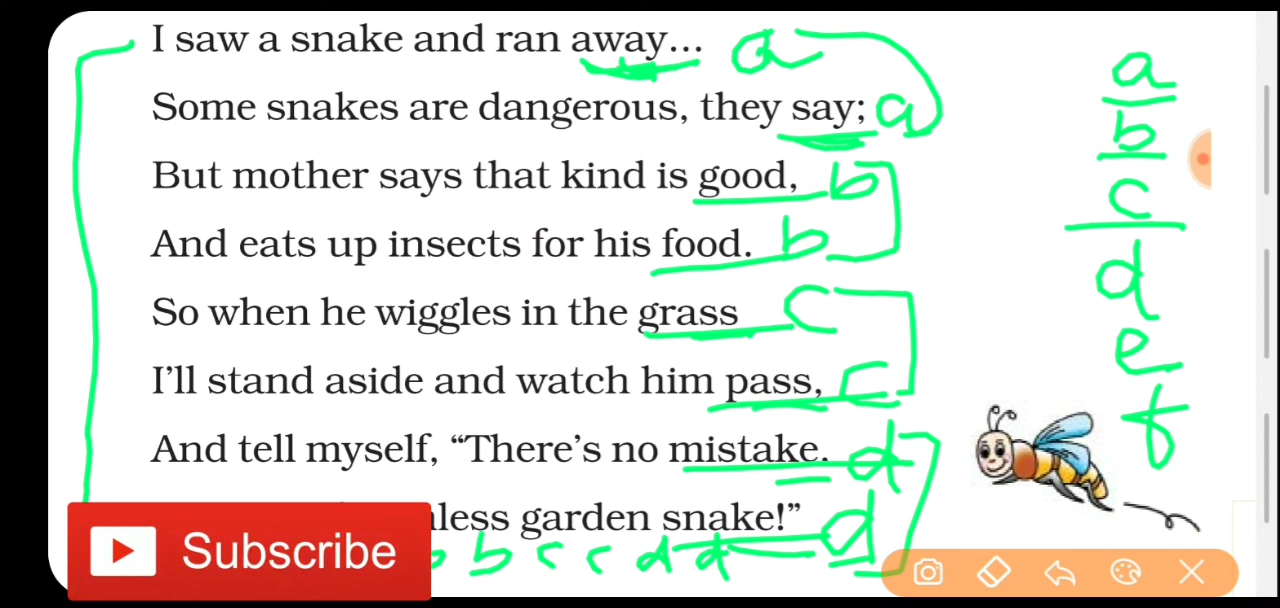 I saw a snake and ran away... a
Some snakes are dangerous, they say; a
But mother says that kind is good, b
And eats up insects for his food. b
So when he wiggles in the grass c
I'll stand aside and watch him pass, c
And tell myself, “There's no mistake. d
garden snake!” d
b b c c d d
Subscribe
a
b
c
d
e
f